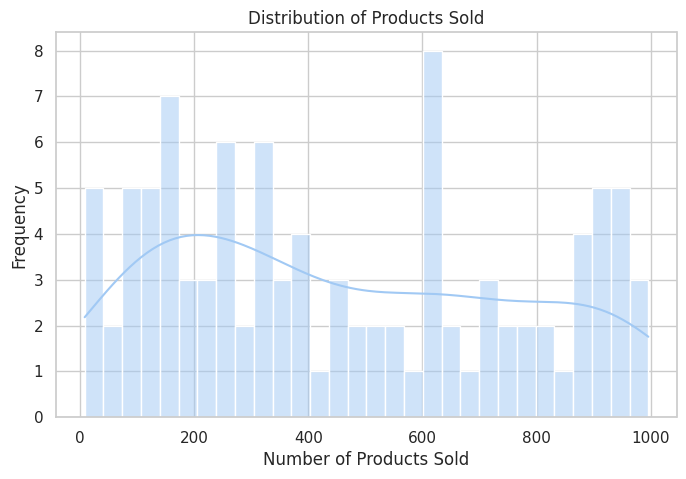 Distribution of Products Sold
8
7
6
5
4
3
2
1
0
Frequency
0 200 400 600 800 1000
Number of Products Sold